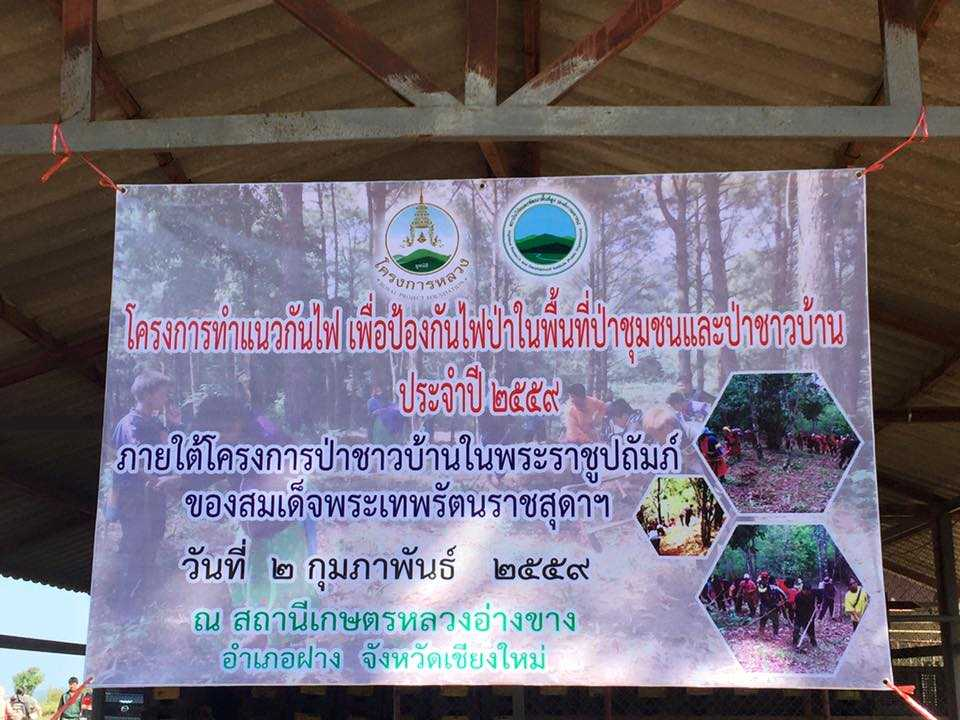 โครงการหลวง
มูลนิธิ
โครงการทำแนวกันไฟ เพื่อป้องกันไฟป่าในพื้นที่ป่าชุมชนและป่าชาวบ้าน
ประจำปี ๒๕๕๙
ภายใต้โครงการป่าชาวบ้านในพระราชูปถัมภ์
ของสมเด็จพระเทพรัตนราชสุดาฯ
วันที่ ๒ กุมภาพันธ์ ๒๕๕๙
ณ สถานีเกษตรหลวงอ่างขาง
อำเภอฝาง จังหวัดเชียงใหม่